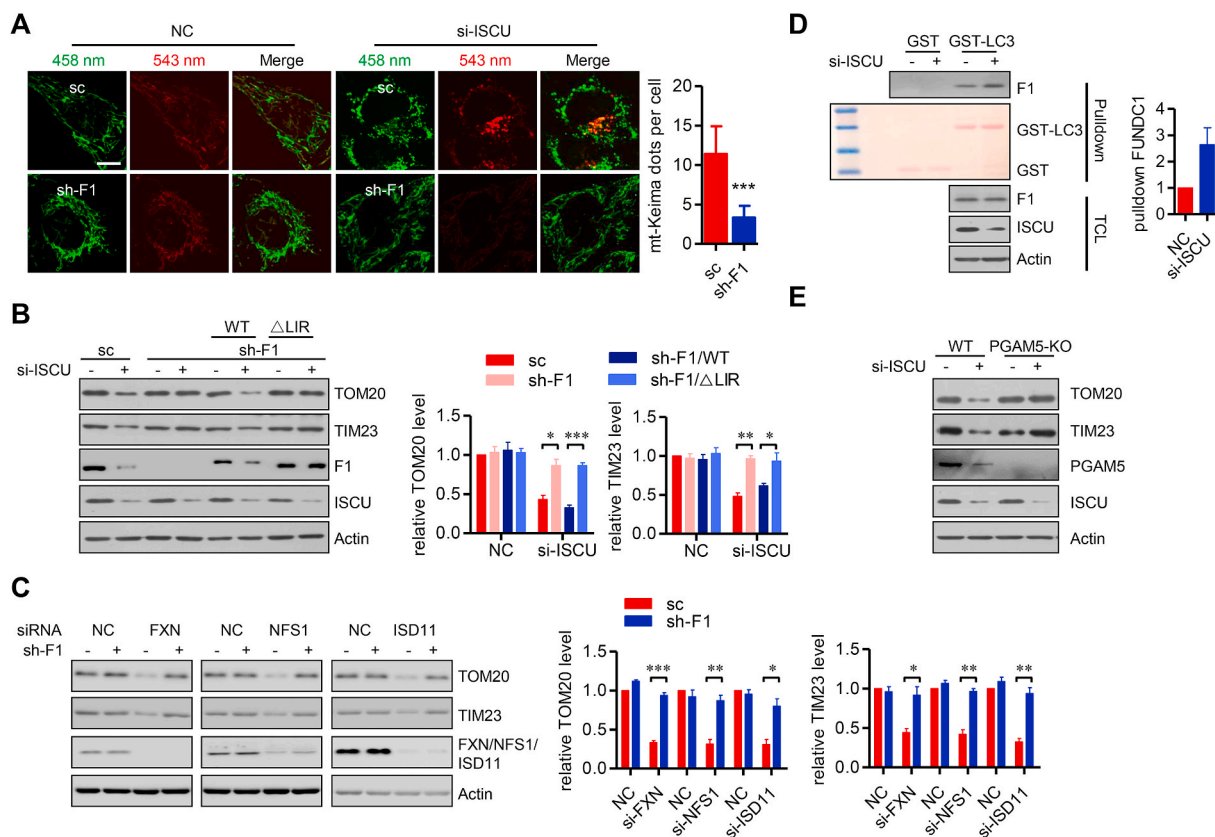 A
NC
si-ISCU
458 nm
543 nm
Merge
458 nm
543 nm
Merge
sc
sc
sh-F1
sh-F1
mt-Keima dots per cell
20
15
10
5
0
***
sc
sh-F1
B
WT
△LIR
sc
sh-F1
si-ISCU
- + - + - + - +
TOM20
TIM23
F1
ISCU
Actin
sc
sh-F1
sh-F1/WT
sh-F1/△LIR
relative TOM20 level
1.5
1.0
0.5
0.0
* ***
NC
si-ISCU
relative TIM23 level
1.5
1.0
0.5
0.0
** *
NC
si-ISCU
C
siRNA NC FXN NC NFS1 NC ISD11
sh-F1 - + - + - + - + - + - +
TOM20
TIM23
FXN/NFS1/
ISD11
Actin
sc
sh-F1
relative TOM20 level
2.0
1.5
1.0
0.5
0.0
*** ** *
NC
si-FXN
NC
si-NFS1
NC
si-ISD11
relative TIM23 level
1.5
1.0
0.5
0.0
* ** **
NC
si-FXN
NC
si-NFS1
NC
si-ISD11
D
GST GST-LC3
si-ISCU - + - +
F1
GST-LC3
GST
Pulldown
F1
ISCU
Actin
TCL
pulldown FUNDC1
4
3
2
1
0
NC
si-ISCU
E
WT PGAM5-KO
si-ISCU - + - +
TOM20
TIM23
PGAM5
ISCU
Actin